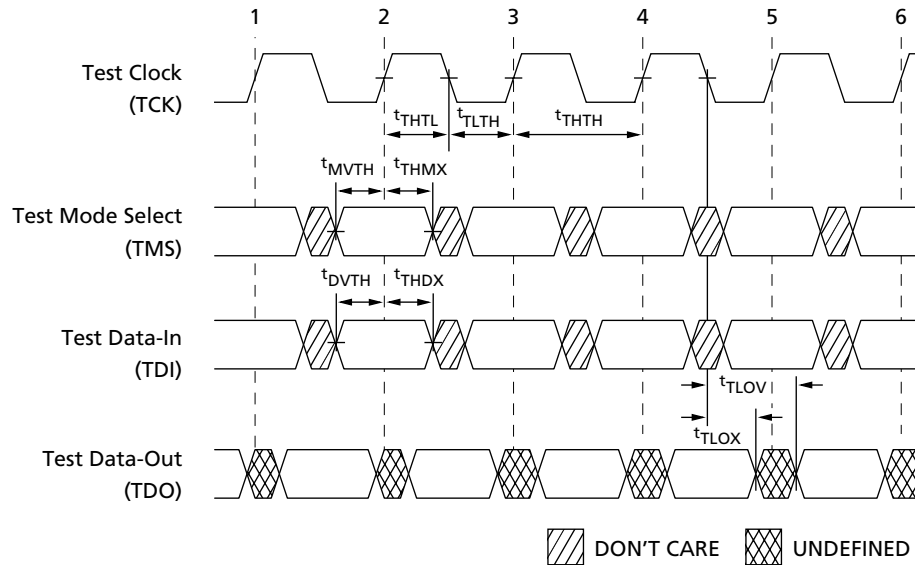 1 2 3 4 5 6
Test Clock
(TCK)
tTHTL tTLTH tTHTH
tMVTH tTHMX
Test Mode Select
(TMS)
tDVTH tTHDX
Test Data-In
(TDI)
tTLOV
tTLOX
Test Data-Out
(TDO)
DON'T CARE UNDEFINED